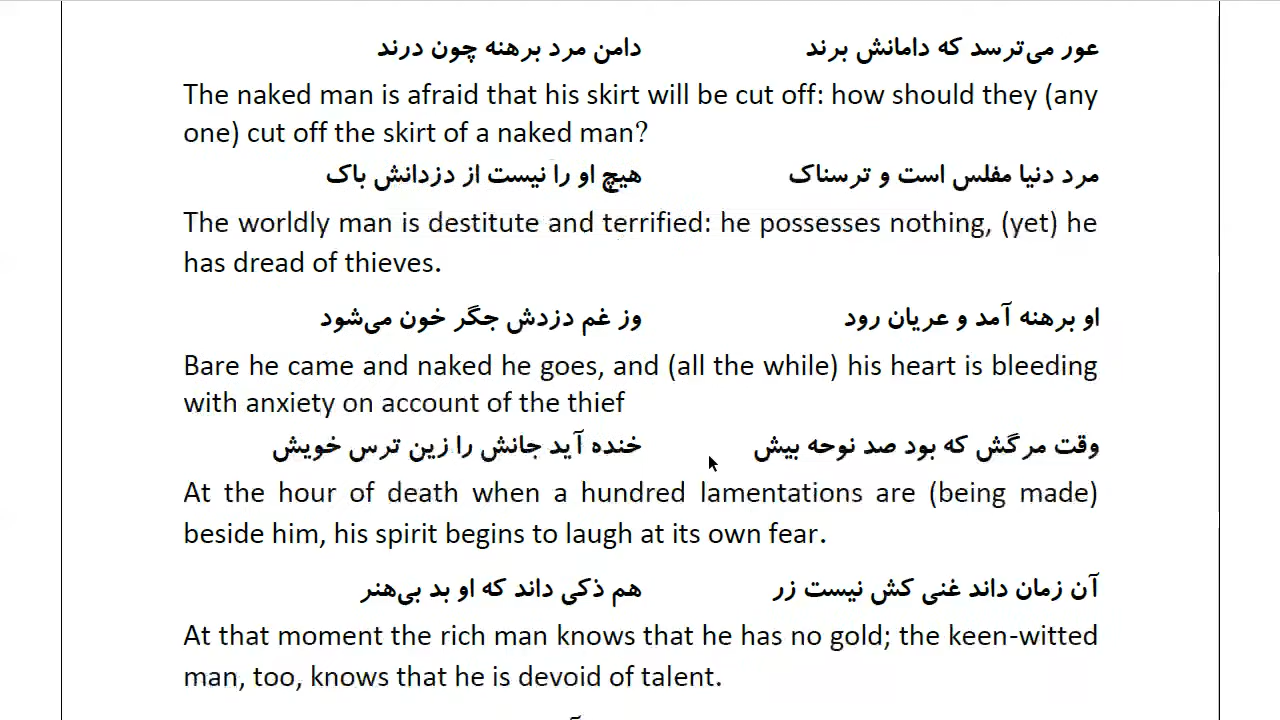 عور می‌ترسد که دامانش برند دامن مرد برهنه چون درند
The naked man is afraid that his skirt will be cut off: how should they (any
one) cut off the skirt of a naked man?
مرد دنیا مفلس است و ترسناک هیچ او را نیست از دزدانش باک
The worldly man is destitute and terrified: he possesses nothing, (yet) he
has dread of thieves.
او برهنه آمد و عریان رود وز غم دزدش جگر خون می‌شود
Bare he came and naked he goes, and (all the while) his heart is bleeding
with anxiety on account of the thief
وقت مرگش که بود صد نوحه بیش خنده آید جانش را زین ترس خویش
At the hour of death when a hundred lamentations are (being made)
beside him, his spirit begins to laugh at its own fear.
آن زمان داند غنی کش نیست زر هم ذکی داند که او بد بی‌هنر
At that moment the rich man knows that he has no gold; the keen-witted
man, too, knows that he is devoid of talent.